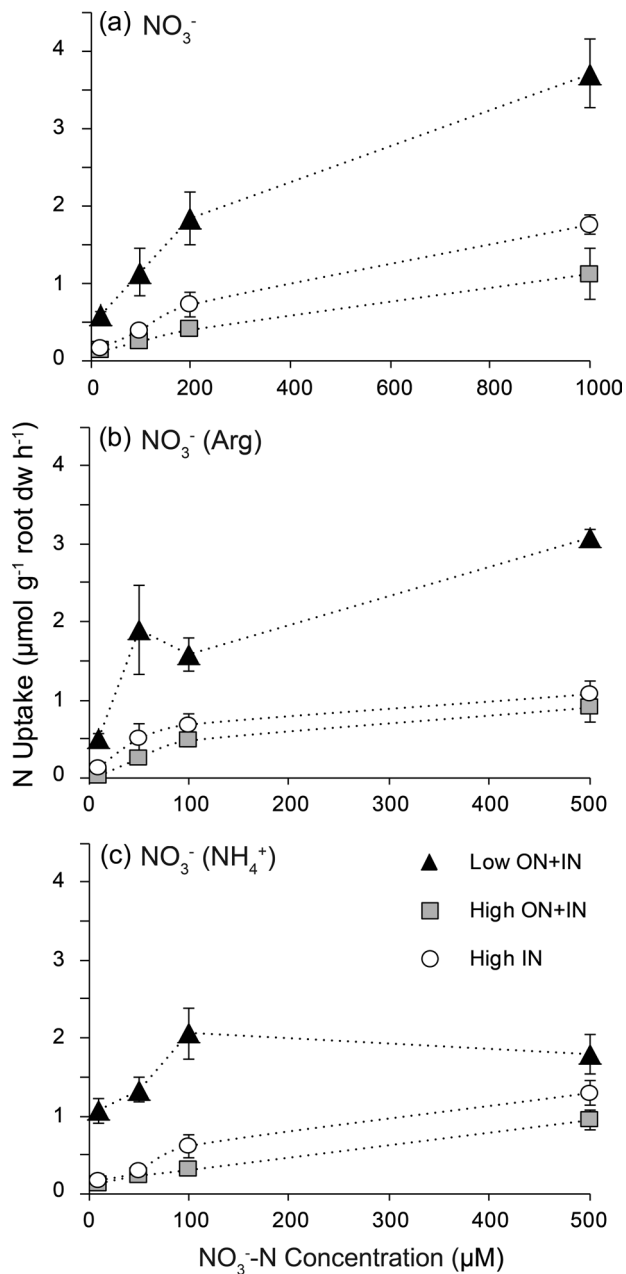 (a) NO₃⁻
4
3
2
1
0
0 200 400 600 800 1000
(b) NO₃⁻ (Arg)
4
3
2
1
0
0 100 200 300 400 500
N Uptake (µmol g⁻¹ root dw h⁻¹)
(c) NO₃⁻ (NH₄⁺)
4
3
2
1
0
Low ON+IN
High ON+IN
High IN
0 100 200 300 400 500
NO₃⁻-N Concentration (µM)